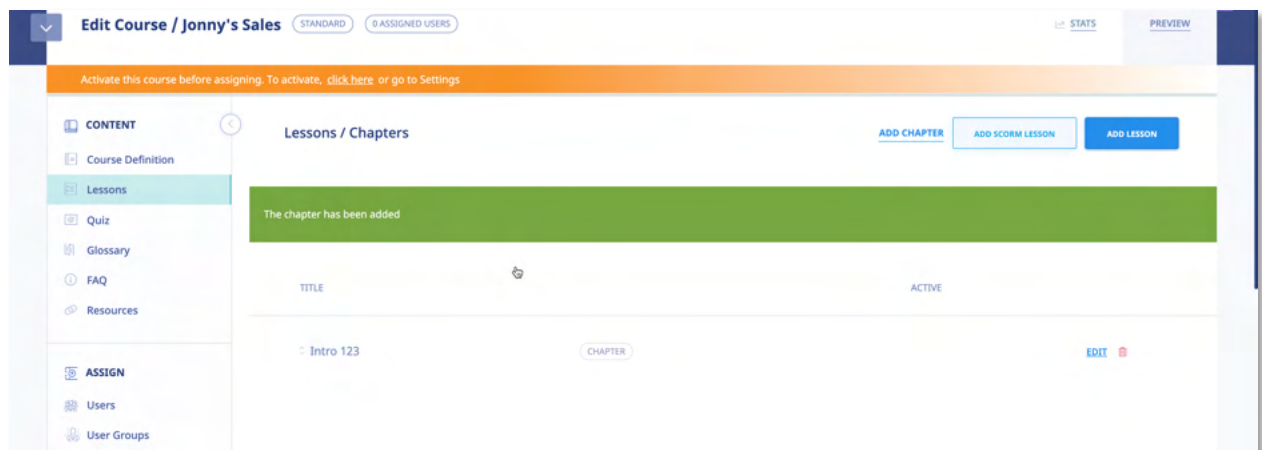 Edit Course / Jonny's Sales STANDARD 0 ASSIGNED USERS STATS PREVIEW
Activate this course before assigning. To activate, click here or go to Settings
CONTENT
Course Definition
Lessons
Quiz
Glossary
FAQ
Resources
ASSIGN
Users
User Groups
Lessons / Chapters ADD CHAPTER ADD SCORM LESSON ADD LESSON
The chapter has been added
TITLE ACTIVE
Intro 123 CHAPTER EDIT